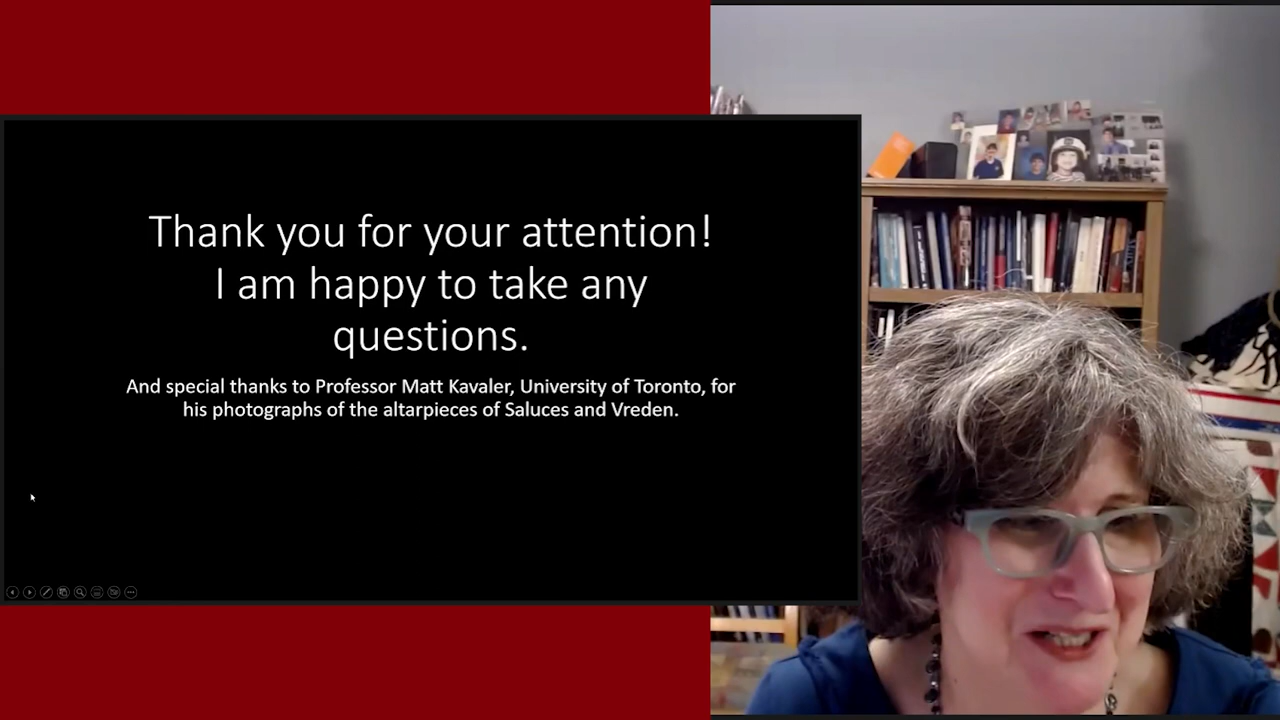 Thank you for your attention!
I am happy to take any
questions.
And special thanks to Professor Matt Kavaler, University of Toronto, for
his photographs of the altarpieces of Saluces and Vreden.